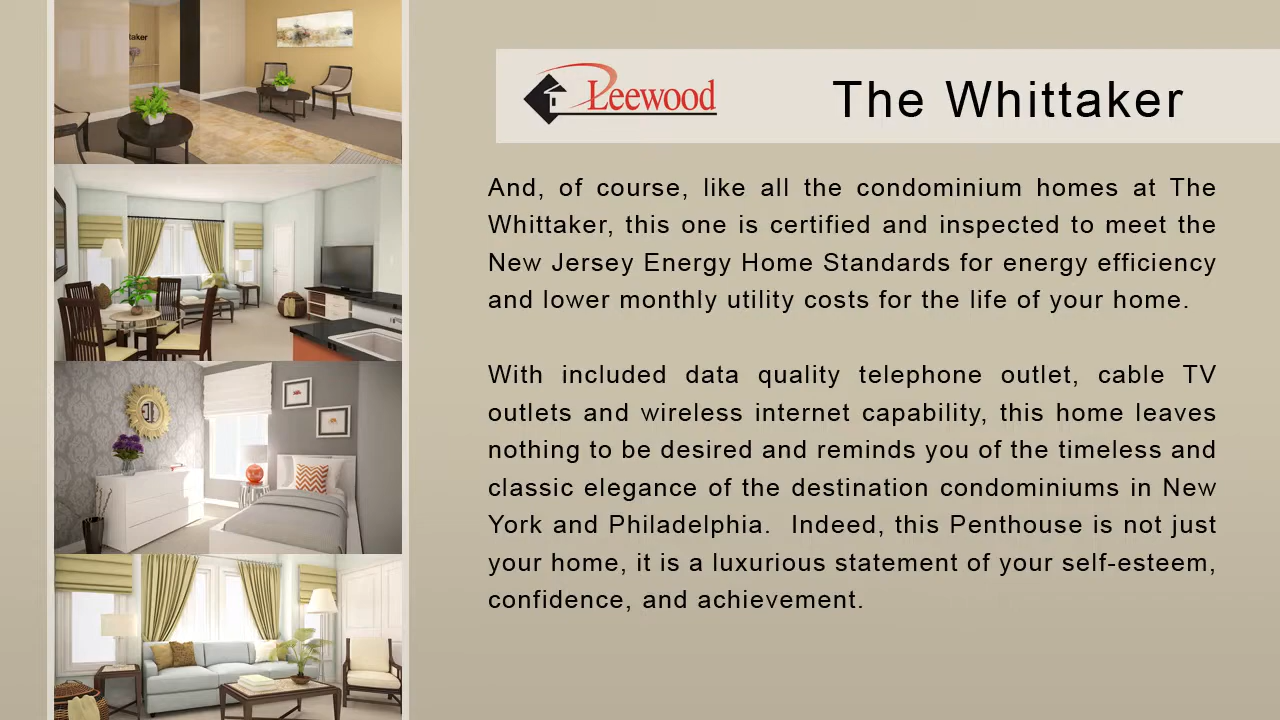 taker
Leewood
The Whittaker
And, of course, like all the condominium homes at The
Whittaker, this one is certified and inspected to meet the
New Jersey Energy Home Standards for energy efficiency
and lower monthly utility costs for the life of your home.
With included data quality telephone outlet, cable TV
outlets and wireless internet capability, this home leaves
nothing to be desired and reminds you of the timeless and
classic elegance of the destination condominiums in New
York and Philadelphia.  Indeed, this Penthouse is not just
your home, it is a luxurious statement of your self-esteem,
confidence, and achievement.